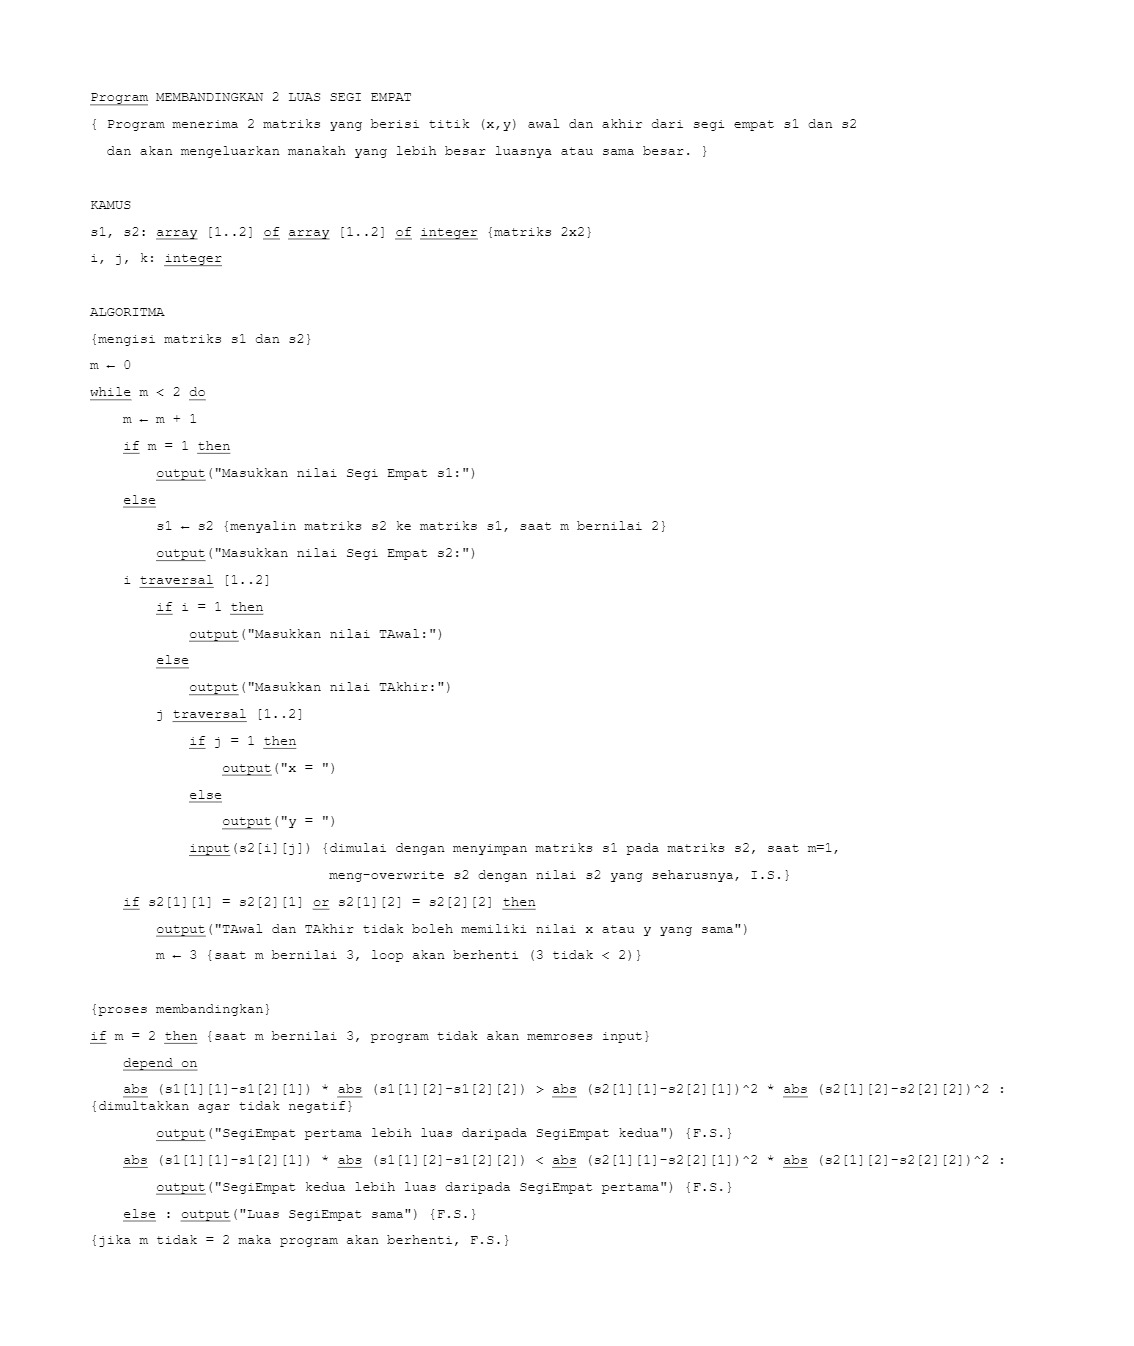 Program MEMBANDINGKAN 2 LUAS SEGI EMPAT
{ Program menerima 2 matriks yang berisi titik (x,y) awal dan akhir dari segi empat s1 dan s2
dan akan mengeluarkan manakah yang lebih besar luasnya atau sama besar. }
KAMUS
s1, s2: array [1..2] of array [1..2] of integer {matriks 2x2}
i, j, k: integer
ALGORITMA
{mengisi matriks s1 dan s2}
m ← 0
while m < 2 do
m ← m + 1
if m = 1 then
output("Masukkan nilai Segi Empat s1:")
else
s1 ← s2 {menyalin matriks s2 ke matriks s1, saat m bernilai 2}
output("Masukkan nilai Segi Empat s2:")
i traversal [1..2]
if i = 1 then
output("Masukkan nilai TAwal:")
else
output("Masukkan nilai TAkhir:")
j traversal [1..2]
if j = 1 then
output("x = ")
else
output("y = ")
input(s2[i][j]) {dimulai dengan menyimpan matriks s1 pada matriks s2, saat m=1,
meng-overwrite s2 dengan nilai s2 yang seharusnya, I.S.}
if s2[1][1] = s2[2][1] or s2[1][2] = s2[2][2] then
output("TAwal dan TAkhir tidak boleh memiliki nilai x atau y yang sama")
m ← 3 {saat m bernilai 3, loop akan berhenti (3 tidak < 2)}
{proses membandingkan}
if m = 2 then {saat m bernilai 3, program tidak akan memroses input}
depend on
abs (s1[1][1]-s1[2][1]) * abs (s1[1][2]-s1[2][2]) > abs (s2[1][1]-s2[2][1])^2 * abs (s2[1][2]-s2[2][2])^2 :
{dimultakkan agar tidak negatif}
output("SegiEmpat pertama lebih luas daripada SegiEmpat kedua") {F.S.}
abs (s1[1][1]-s1[2][1]) * abs (s1[1][2]-s1[2][2]) < abs (s2[1][1]-s2[2][1])^2 * abs (s2[1][2]-s2[2][2])^2 :
output("SegiEmpat kedua lebih luas daripada SegiEmpat pertama") {F.S.}
else : output("Luas SegiEmpat sama") {F.S.}
{jika m tidak = 2 maka program akan berhenti, F.S.}